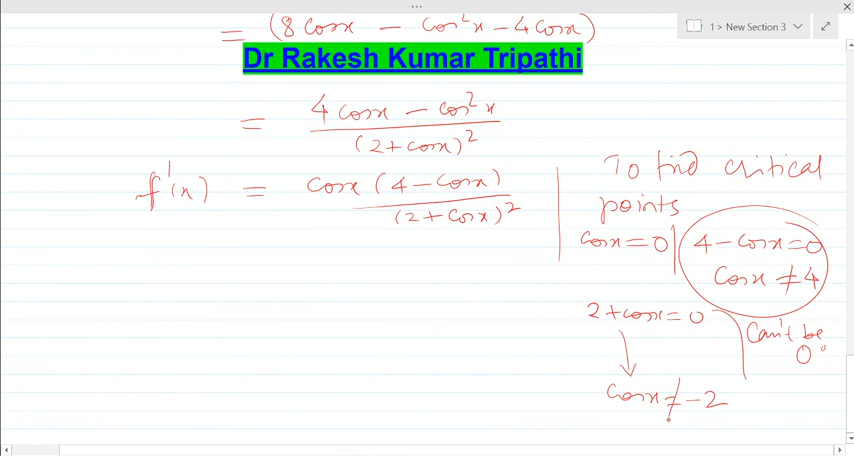 = (8 cosx - cos²x - 4 cosx)
1 > New Section 3
Dr Rakesh Kumar Tripathi
= 4 cosx - cos²x / (2 + cosx)²
f'(x) = cosx (4 - cosx) / (2 + cosx)²
To find critical
points
cosx = 0
4 - cosx = 0
cosx ≠ 4
2 + cosx = 0
can't be
0
cosx ≠ -2